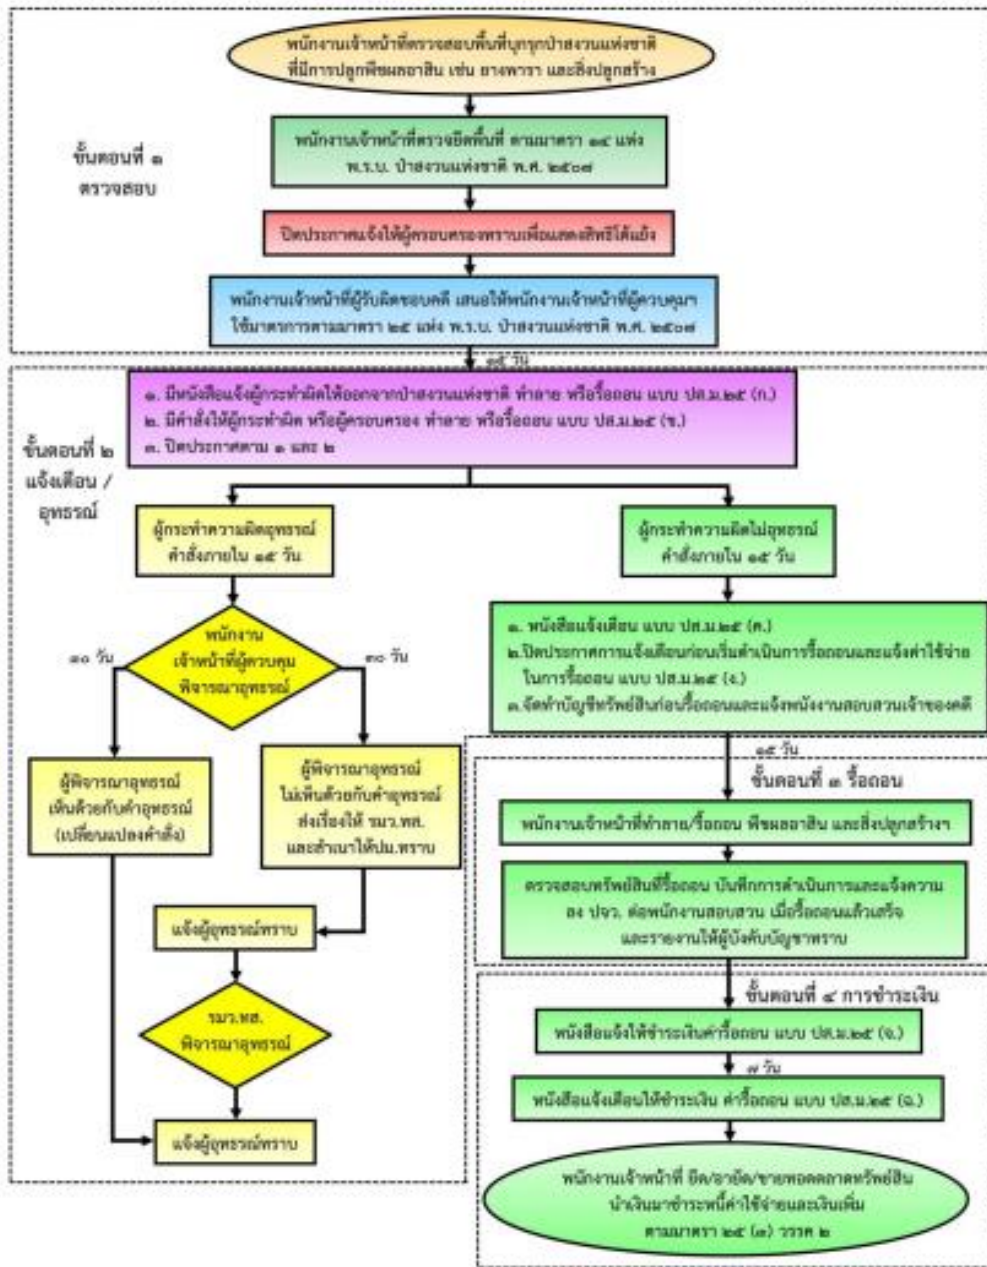 พนักงานเจ้าหน้าที่ตรวจสอบพื้นที่บุกรุกป่าสงวนแห่งชาติ
ที่มีการปลูกพืชผลอาสิน เช่น ยางพารา และสิ่งปลูกสร้าง
ขั้นตอนที่ ๑
ตรวจสอบ
พนักงานเจ้าหน้าที่ตรวจยึดพื้นที่ ตามมาตรา ๑๔ แห่ง
พ.ร.บ. ป่าสงวนแห่งชาติ พ.ศ. ๒๕๐๗
ปิดประกาศแจ้งให้ผู้ครอบครองทราบเพื่อแสดงสิทธิโต้แย้ง
พนักงานเจ้าหน้าที่ผู้รับผิดชอบคดี เสนอให้พนักงานเจ้าหน้าที่ผู้ควบคุมฯ
ใช้มาตรการตามมาตรา ๒๕ แห่ง พ.ร.บ. ป่าสงวนแห่งชาติ พ.ศ. ๒๕๐๗
๑๕ วัน
ขั้นตอนที่ ๒
แจ้งเตือน /
อุทธรณ์
๑. มีหนังสือแจ้งผู้กระทำผิดให้ออกจากป่าสงวนแห่งชาติ ทำลาย หรือรื้อถอน แบบ ปส.ม.๒๕ (ก.)
๒. มีคำสั่งให้ผู้กระทำผิด หรือผู้ครอบครอง ทำลาย หรือรื้อถอน แบบ ปส.ม.๒๕ (ข.)
๓. ปิดประกาศตาม ๑ และ ๒
ผู้กระทำความผิดอุทธรณ์
คำสั่งภายใน ๑๕ วัน
ผู้กระทำความผิดไม่อุทธรณ์
คำสั่งภายใน ๑๕ วัน
พนักงาน
เจ้าหน้าที่ผู้ควบคุม
พิจารณาอุทธรณ์
๓๐ วัน
๓๐ วัน
๑. หนังสือแจ้งเตือน แบบ ปส.ม.๒๕ (ค.)
๒.ปิดประกาศการแจ้งเตือนก่อนเริ่มดำเนินการรื้อถอนและแจ้งค่าใช้จ่าย
ในการรื้อถอน แบบ ปส.ม.๒๕ (ง.)
๓.จัดทำบัญชีทรัพย์สินก่อนรื้อถอนและแจ้งพนังงานสอบสวนเจ้าของคดี
ผู้พิจารณาอุทธรณ์
เห็นด้วยกับคำอุทธรณ์
(เปลี่ยนแปลงคำสั่ง)
ผู้พิจารณาอุทธรณ์
ไม่เห็นด้วยกับคำอุทธรณ์
ส่งเรื่องให้ รมว.ทส.
และสำเนาให้ปม.ทราบ
แจ้งผู้อุทธรณ์ทราบ
รมว.ทส.
พิจารณาอุทธรณ์
แจ้งผู้อุทธรณ์ทราบ
๑๕ วัน
ขั้นตอนที่ ๓ รื้อถอน
พนักงานเจ้าหน้าที่ทำลาย/รื้อถอน พืชผลอาสิน และสิ่งปลูกสร้างฯ
ตรวจสอบทรัพย์สินที่รื้อถอน บันทึกการดำเนินการและแจ้งความ
ลง ปจว. ต่อพนักงานสอบสวน เมื่อรื้อถอนแล้วเสร็จ
และรายงานให้ผู้บังคับบัญชาทราบ
ขั้นตอนที่ ๔ การชำระเงิน
หนังสือแจ้งให้ชำระเงินค่ารื้อถอน แบบ ปส.ม.๒๕ (จ.)
๗ วัน
หนังสือแจ้งเตือนให้ชำระเงิน ค่ารื้อถอน แบบ ปส.ม.๒๕ (ฉ.)
พนักงานเจ้าหน้าที่ ยึด/อายัด/ขายทอดตลาดทรัพย์สิน
นำเงินมาชำระหนี้ค่าใช้จ่ายและเงินเพิ่ม
ตามมาตรา ๒๕ (๓) วรรค ๒